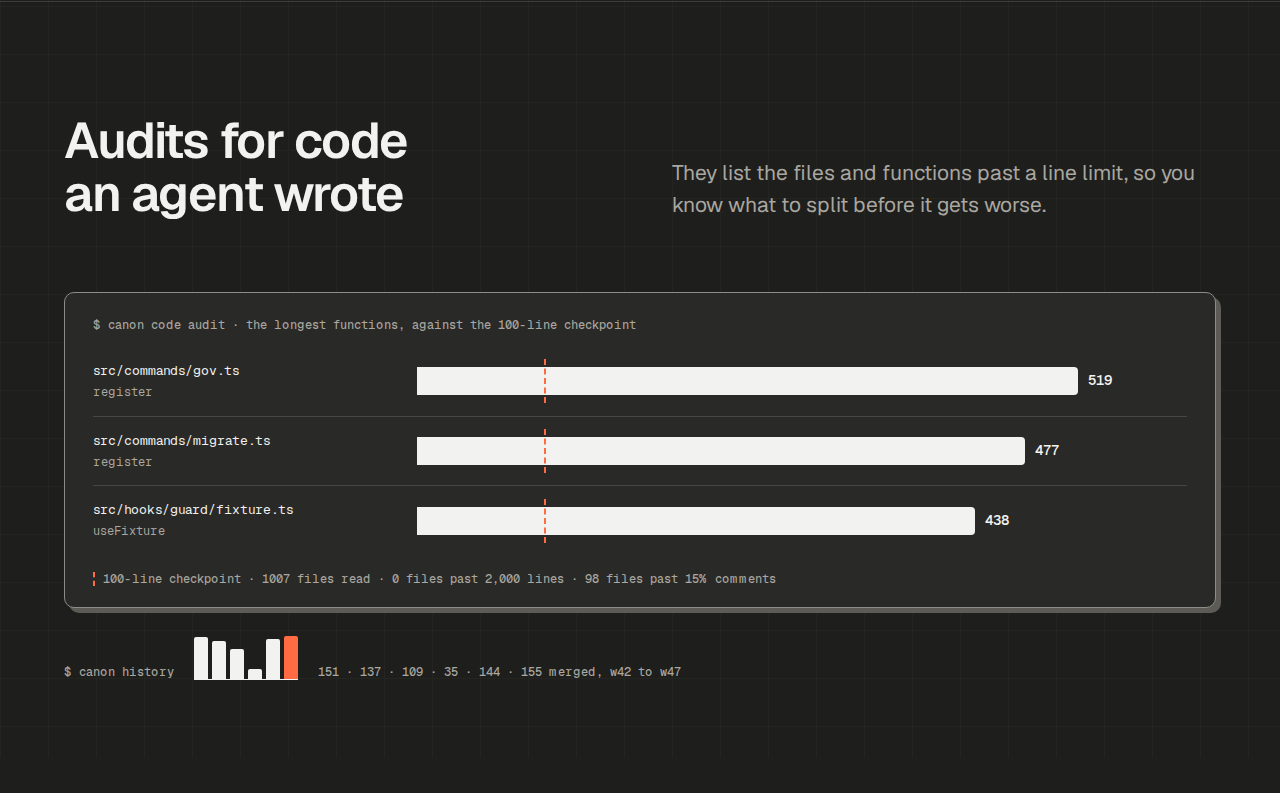 Audits for code
an agent wrote
They list the files and functions past a line limit, so you
know what to split before it gets worse.
$ canon code audit · the longest functions, against the 100-line checkpoint
src/commands/gov.ts
register
519
src/commands/migrate.ts
register
477
src/hooks/guard/fixture.ts
useFixture
438
100-line checkpoint · 1007 files read · 0 files past 2,000 lines · 98 files past 15% comments
$ canon history
151 · 137 · 109 · 35 · 144 · 155 merged, w42 to w47